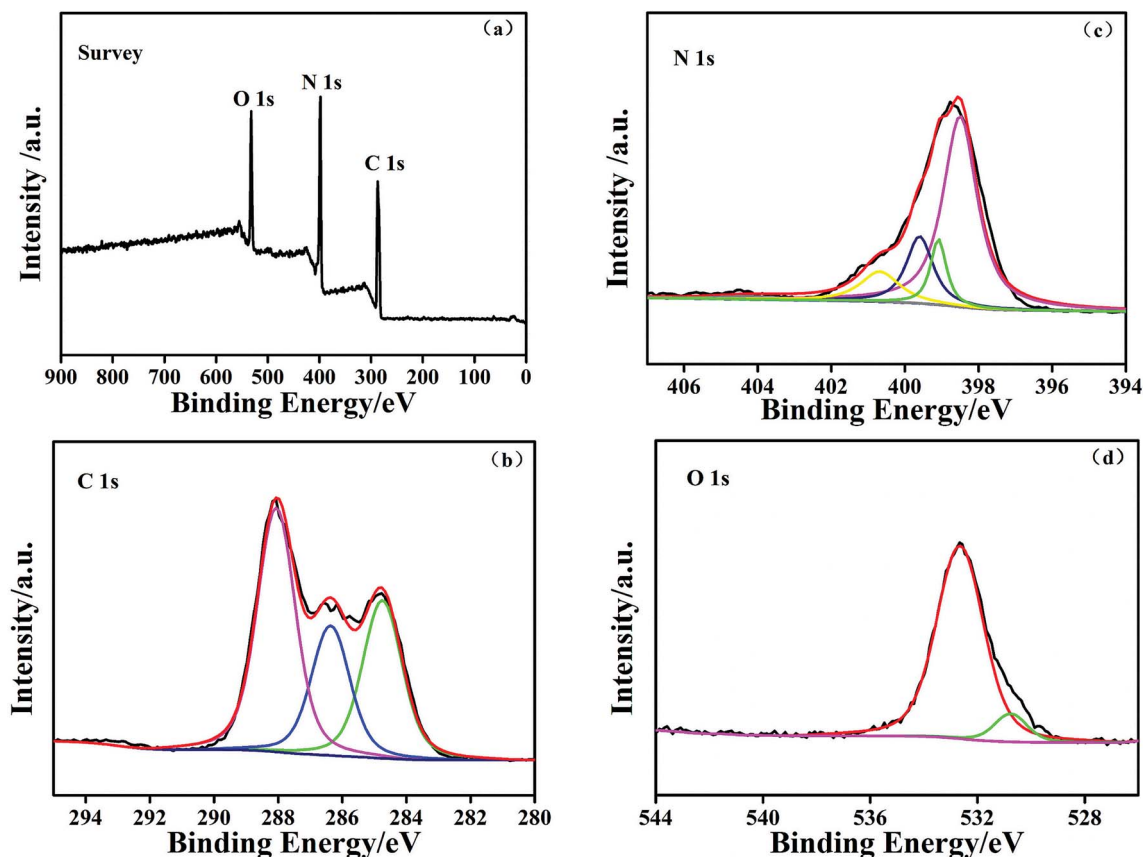 (a)
Survey
O 1s
N 1s
C 1s
Intensity /a.u.
900 800 700 600 500 400 300 200 100 0
Binding Energy/eV
(c)
N 1s
Intensity /a.u.
406 404 402 400 398 396 394
Binding Energy/eV
(b)
C 1s
Intensity/a.u.
294 292 290 288 286 284 282 280
Binding Energy/eV
(d)
O 1s
Intensity/a.u.
544 540 536 532 528
Binding Energy/eV